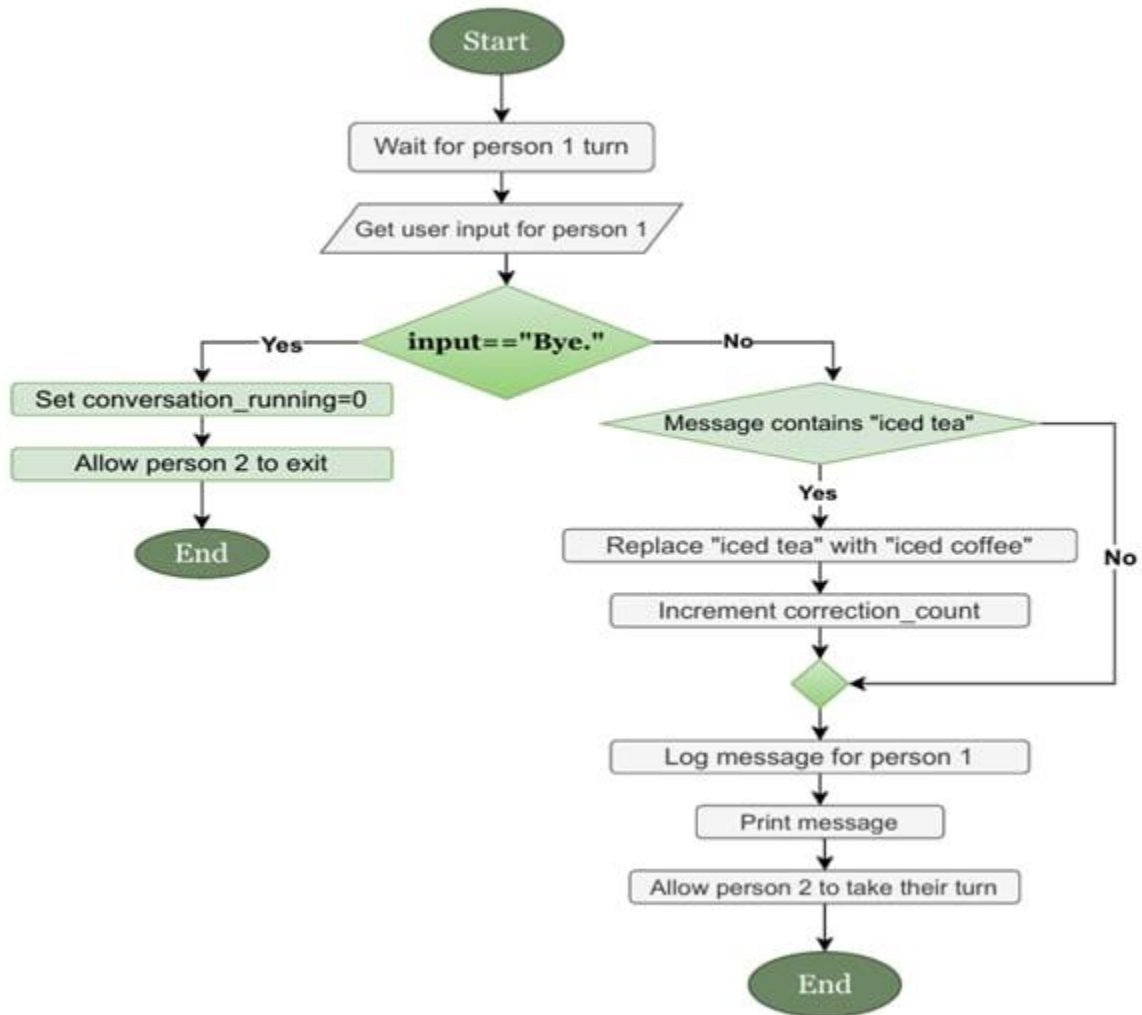 Start
Wait for person 1 turn
Get user input for person 1
input=="Bye."
Yes
No
Set conversation_running=0
Allow person 2 to exit
End
Message contains "iced tea"
Yes
No
Replace "iced tea" with "iced coffee"
Increment correction_count
Log message for person 1
Print message
Allow person 2 to take their turn
End